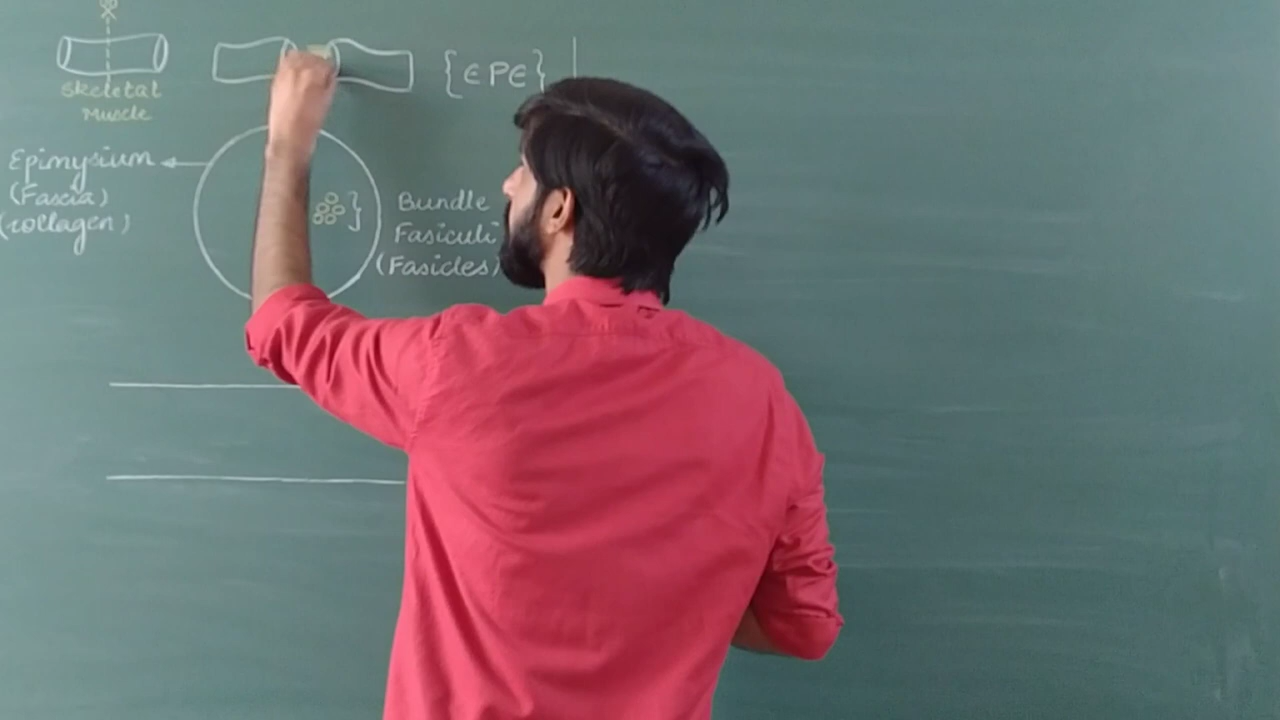 skeletal
Muscle
{EPE}
Epimysium
(Fascia)
(collagen)
Bundle
Fasiculi
(Fasicles)